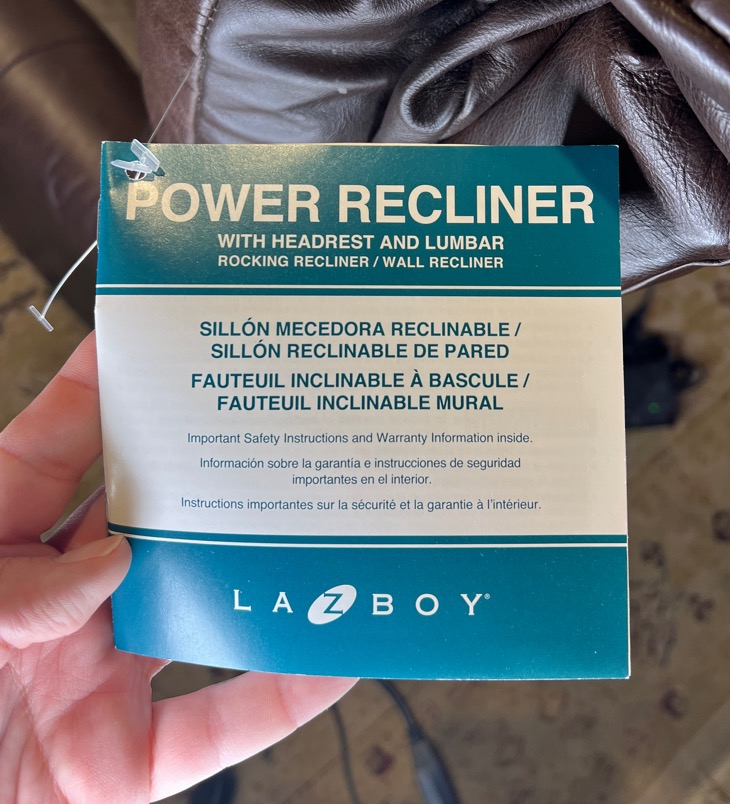 POWER RECLINER
WITH HEADREST AND LUMBAR
ROCKING RECLINER / WALL RECLINER
SILLÓN MECEDORA RECLINABLE /
SILLÓN RECLINABLE DE PARED
FAUTEUIL INCLINABLE À BASCULE /
FAUTEUIL INCLINABLE MURAL
Important Safety Instructions and Warranty Information inside.
Información sobre la garantía e instrucciones de seguridad
importantes en el interior.
Instructions importantes sur la sécurité et la garantie à l'intérieur.
LAZBOY®